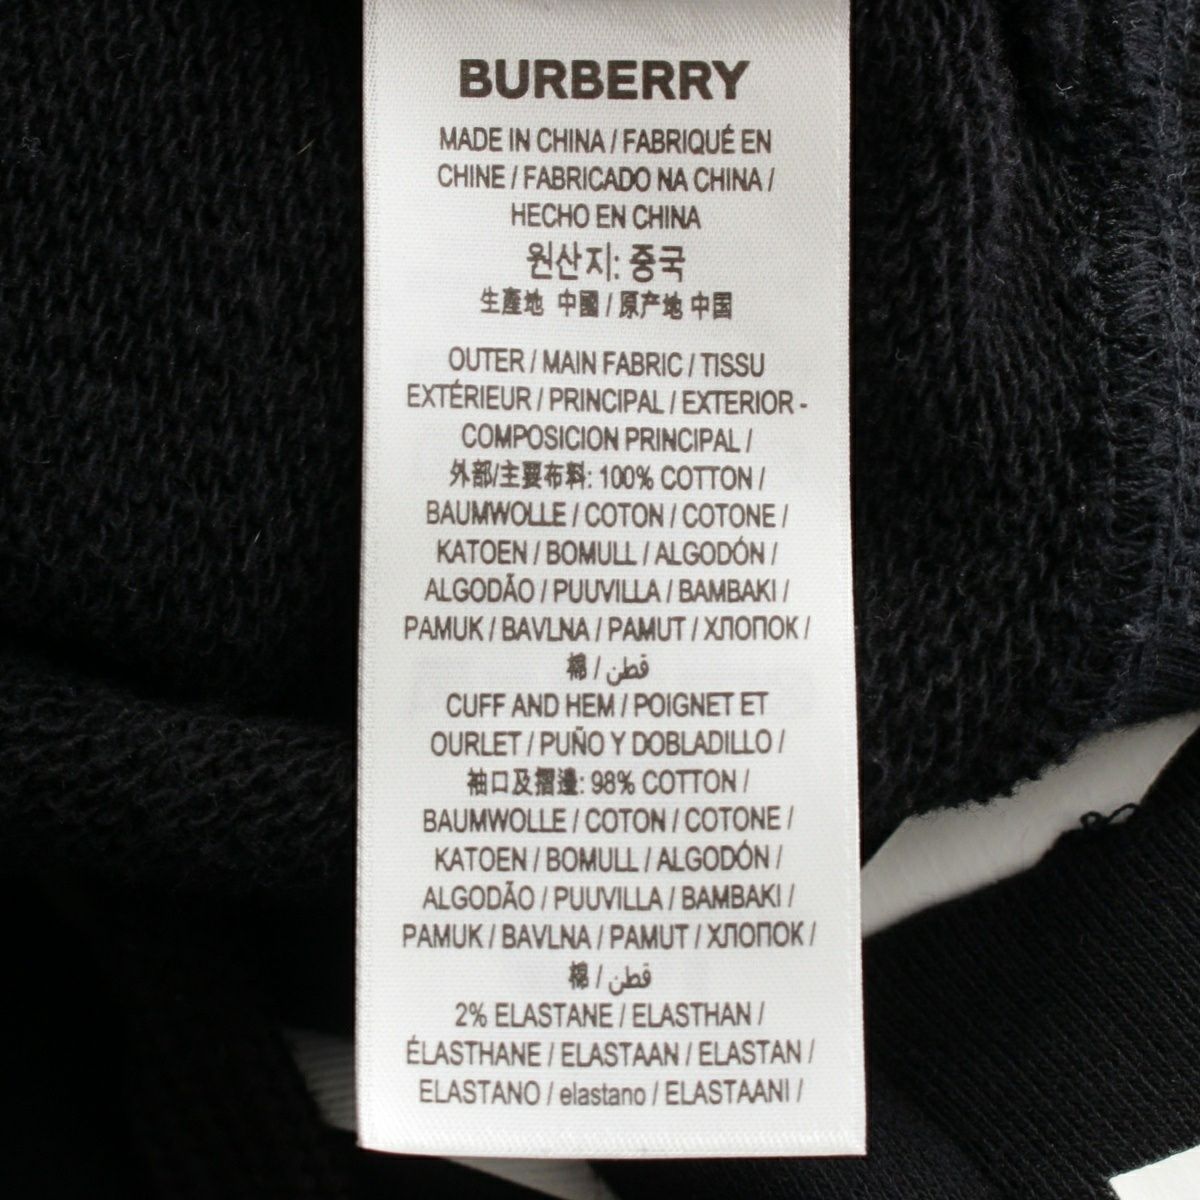 BURBERRY
MADE IN CHINA / FABRIQUÉ EN
CHINE / FABRICADO NA CHINA /
HECHO EN CHINA
원산지: 중국
生產地 中國 / 原产地 中国
OUTER / MAIN FABRIC / TISSU
EXTÉRIEUR / PRINCIPAL / EXTERIOR -
COMPOSICION PRINCIPAL /
外部/主要布料: 100% COTTON /
BAUMWOLLE / COTON / COTONE /
KATOEN / BOMULL / ALGODÓN /
ALGODÃO / PUUVILLA / BAMBAKI /
PAMUK / BAVLNA / PAMUT / ХЛОПОК /
棉 / قطن
CUFF AND HEM / POIGNET ET
OURLET / PUÑO Y DOBLADILLO /
袖口及摺邊: 98% COTTON /
BAUMWOLLE / COTON / COTONE /
KATOEN / BOMULL / ALGODÓN /
ALGODÃO / PUUVILLA / BAMBAKI /
PAMUK / BAVLNA / PAMUT / ХЛОПОК /
棉 / قطن
2% ELASTANE / ELASTHAN /
ÉLASTHANE / ELASTAAN / ELASTAN /
ELASTANO / elastano / ELASTAANI /